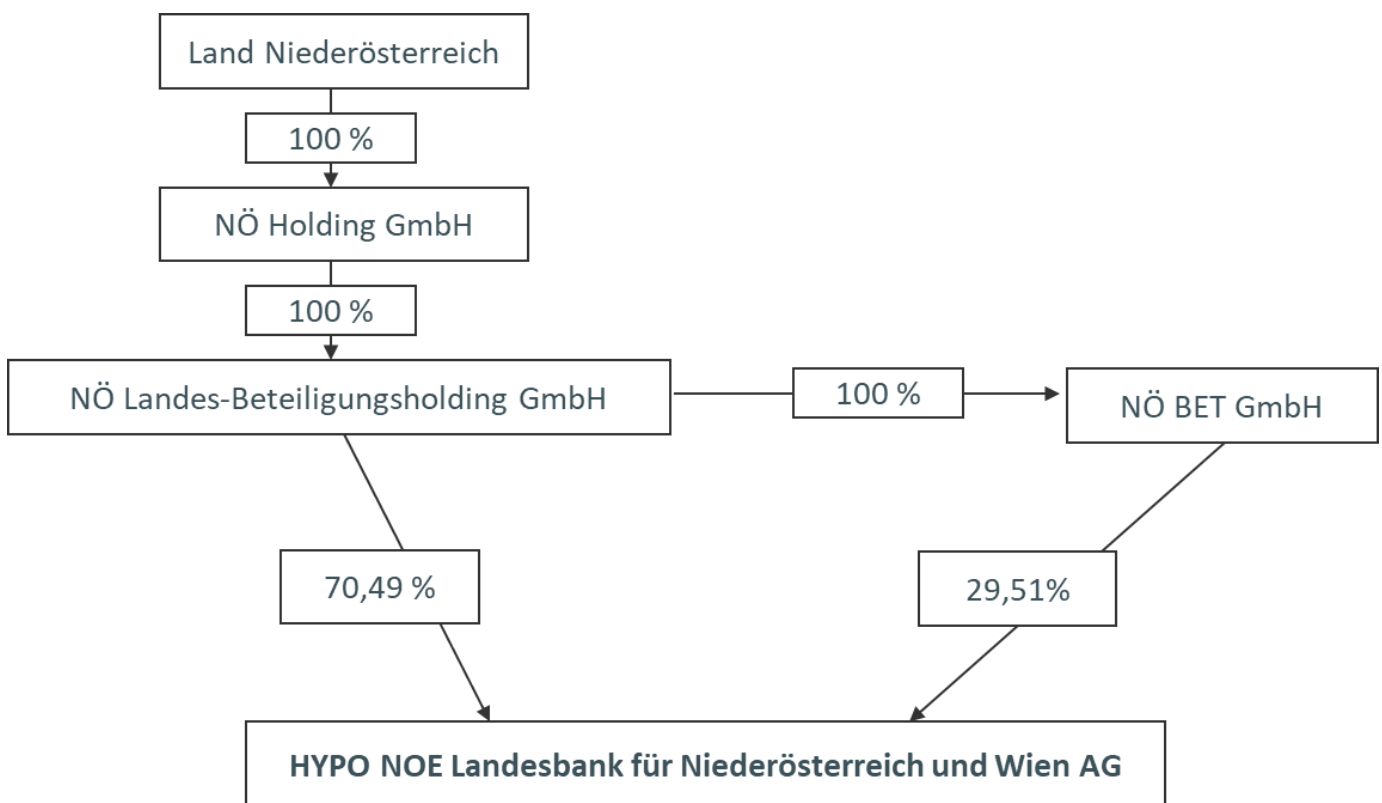 Land Niederösterreich
100 %
NÖ Holding GmbH
100 %
NÖ Landes-Beteiligungsholding GmbH
100 %
NÖ BET GmbH
70,49 %
29,51%
HYPO NOE Landesbank für Niederösterreich und Wien AG